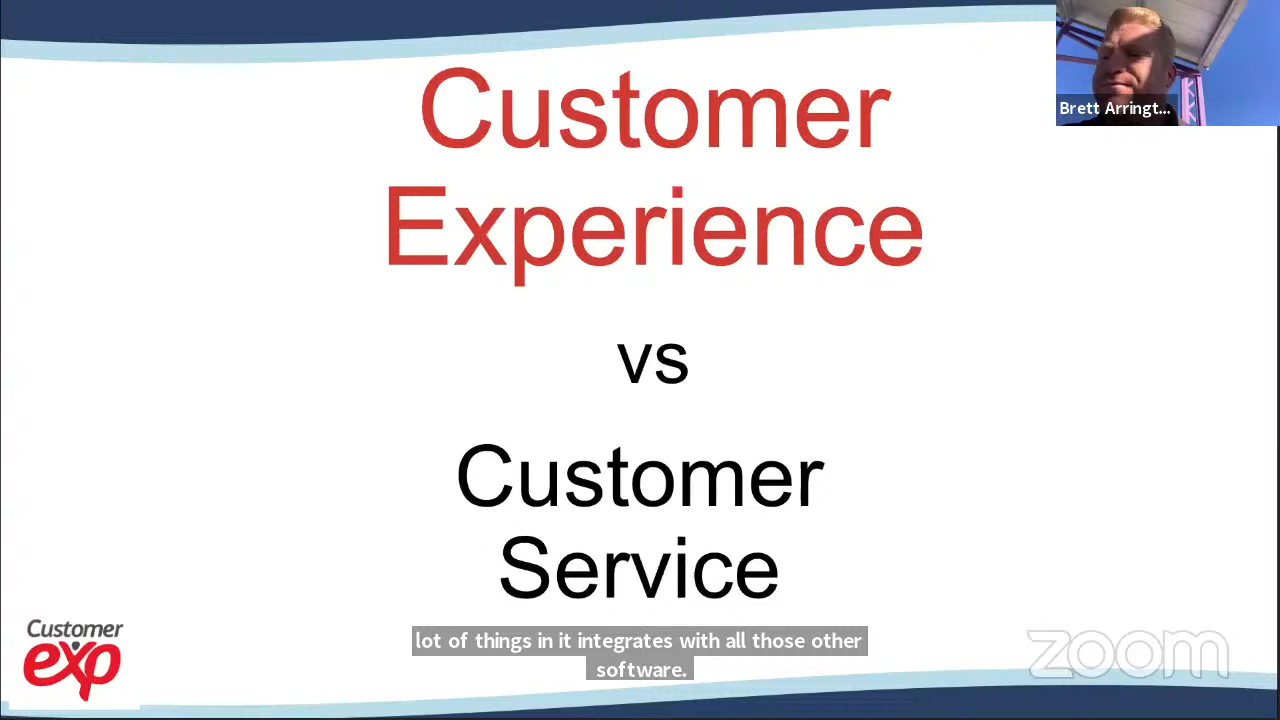 Customer
Experience
vs
Customer
Service
Brett Arringt...
lot of things in it integrates with all those other
software.
Customer
exp
zoom